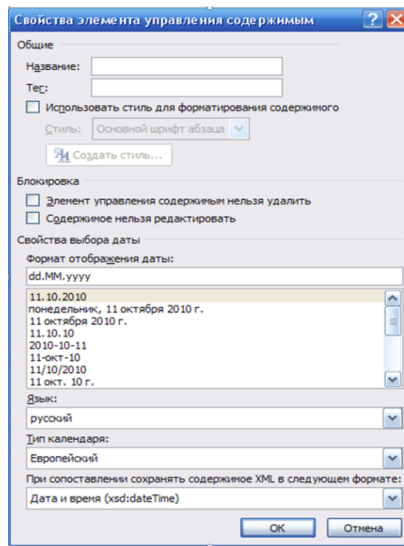 Свойства элемента управления содержимым
Общие
Название:
Тег:
Использовать стиль для форматирования содержимого
Стиль: Основной шрифт абзаца
Создать стиль...
Блокировка
Элемент управления содержимым нельзя удалить
Содержимое нельзя редактировать
Свойства выбора даты
Формат отображения даты:
dd.MM.yyyy
11.10.2010
понедельник, 11 октября 2010 г.
11 октября 2010 г.
11.10.10
2010-10-11
11-окт-10
11/10/2010
11 окт. 10 г.
Язык:
русский
Тип календаря:
Европейский
При сопоставлении сохранять содержимое XML в следующем формате:
Дата и время (xsd:dateTime)
ОК Отмена